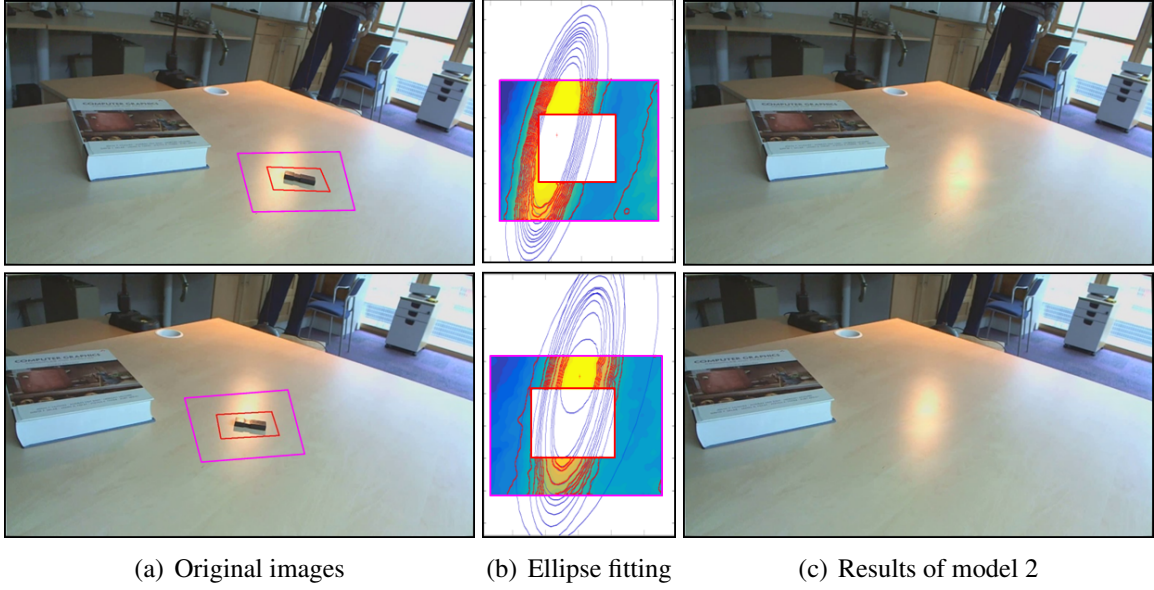 COMPUTER GRAPHICS
COMPUTER GRAPHICS
COMPUTER GRAPHICS
COMPUTER GRAPHICS
(a) Original images
(b) Ellipse fitting
(c) Results of model 2